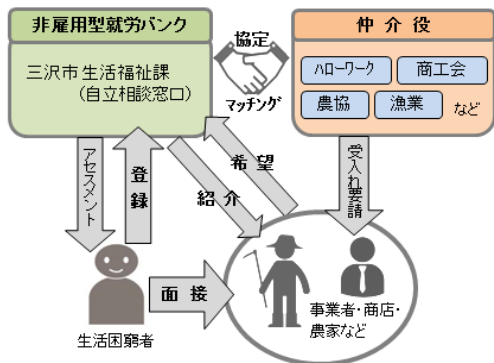 非雇用型就労バンク
三沢市生活福祉課
(自立相談窓口)
協定
マッチング
仲介役
ハローワーク
商工会
農協
漁業
など
アセスメント
登録
紹介
希望
受入れ要請
面接
生活困窮者
事業者・商店・
農家など